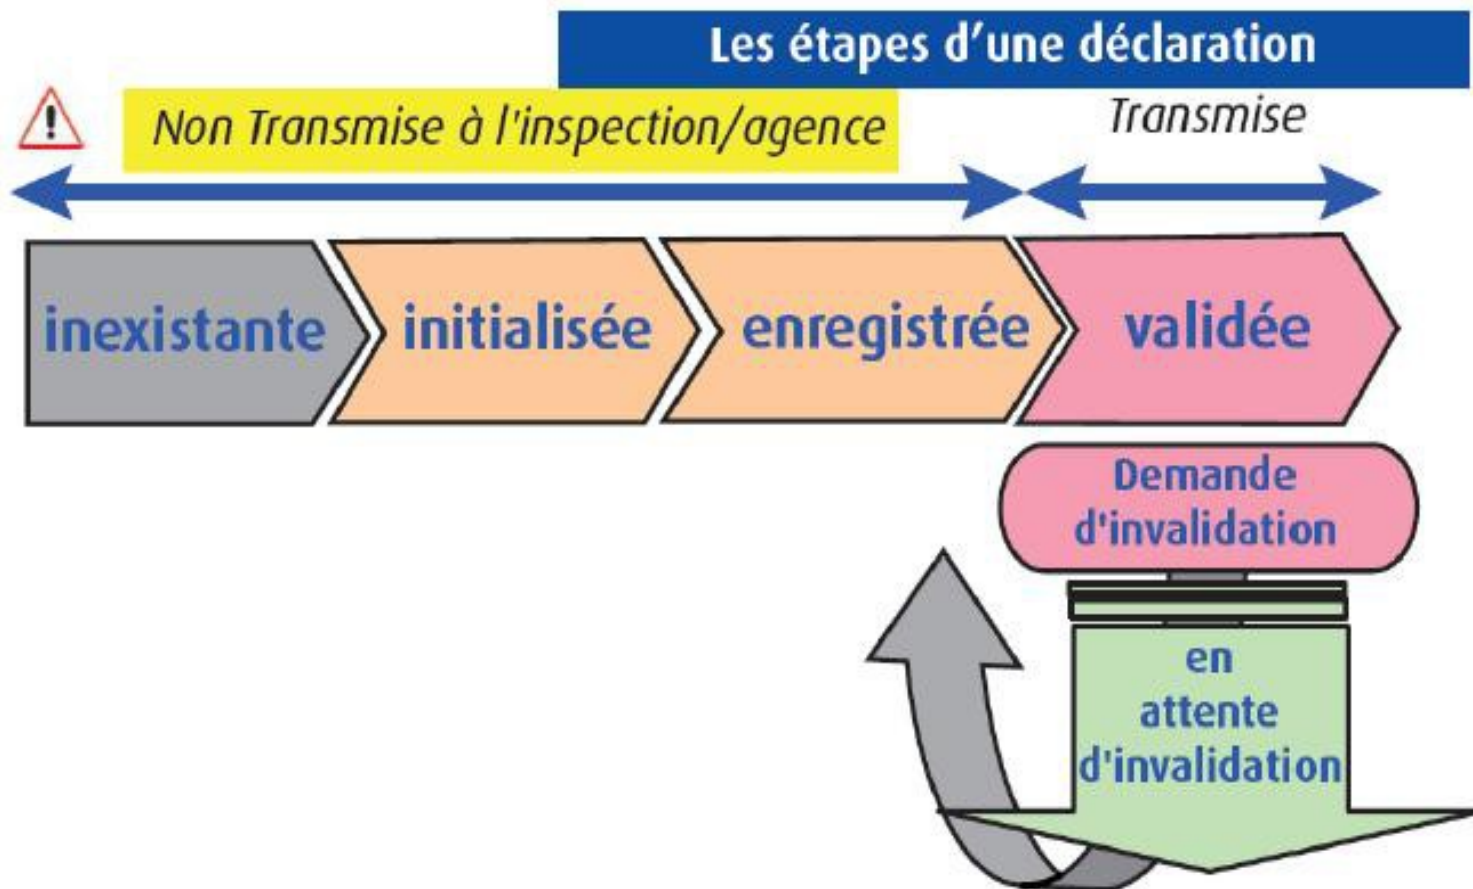 Les étapes d’une déclaration
! Non Transmise à l'inspection/agence
Transmise
inexistante
initialisée
enregistrée
validée
Demande
d'invalidation
en
attente
d'invalidation